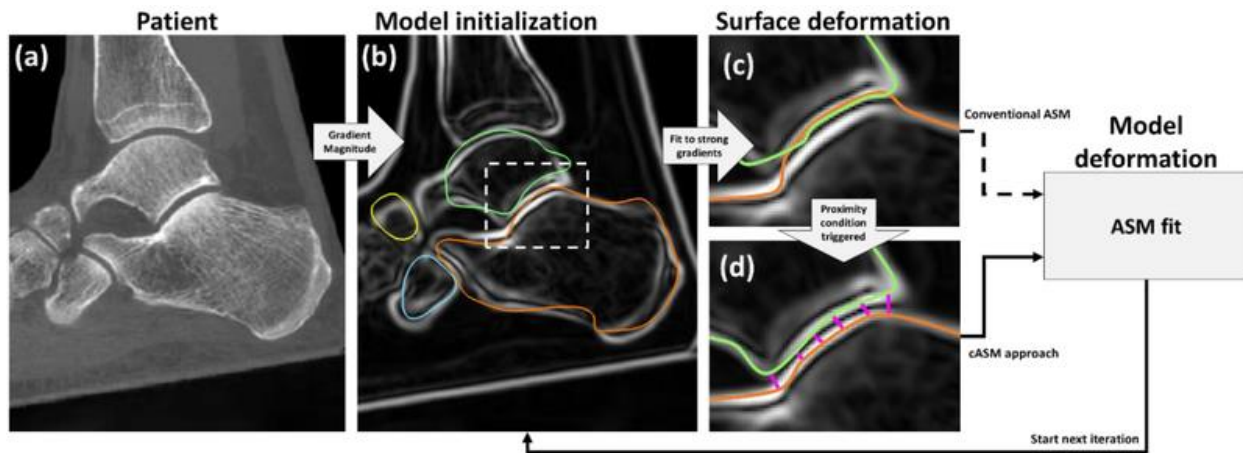 Patient
Model initialization
Surface deformation
(a)
(b)
(c)
Gradient
Magnitude
Fit to strong
gradients
Conventional ASM
Model
deformation
ASM fit
Proximity
condition
triggered
(d)
cASM approach
Start next iteration